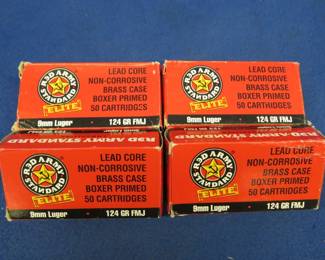 RED ARMY
STANDARD
ELITE
LEAD CORE
NON-CORROSIVE
BRASS CASE
BOXER PRIMED
50 CARTRIDGES
9mm Luger 124 GR FMJ
RED ARMY
STANDARD
ELITE
LEAD CORE
NON-CORROSIVE
BRASS CASE
BOXER PRIMED
50 CARTRIDGES
9mm Luger 124 GR FMJ
RED ARMY STANDARD
RED ARMY
STANDARD
ELITE
LEAD CORE
NON-CORROSIVE
BRASS CASE
BOXER PRIMED
50 CARTRIDGES
9mm Luger 124 GR FMJ
RED ARMY
STANDARD
ELITE
LEAD CORE
NON-CORROSIVE
BRASS CASE
BOXER PRIMED
50 CARTRIDGES
9mm Luger 124 GR FMJ